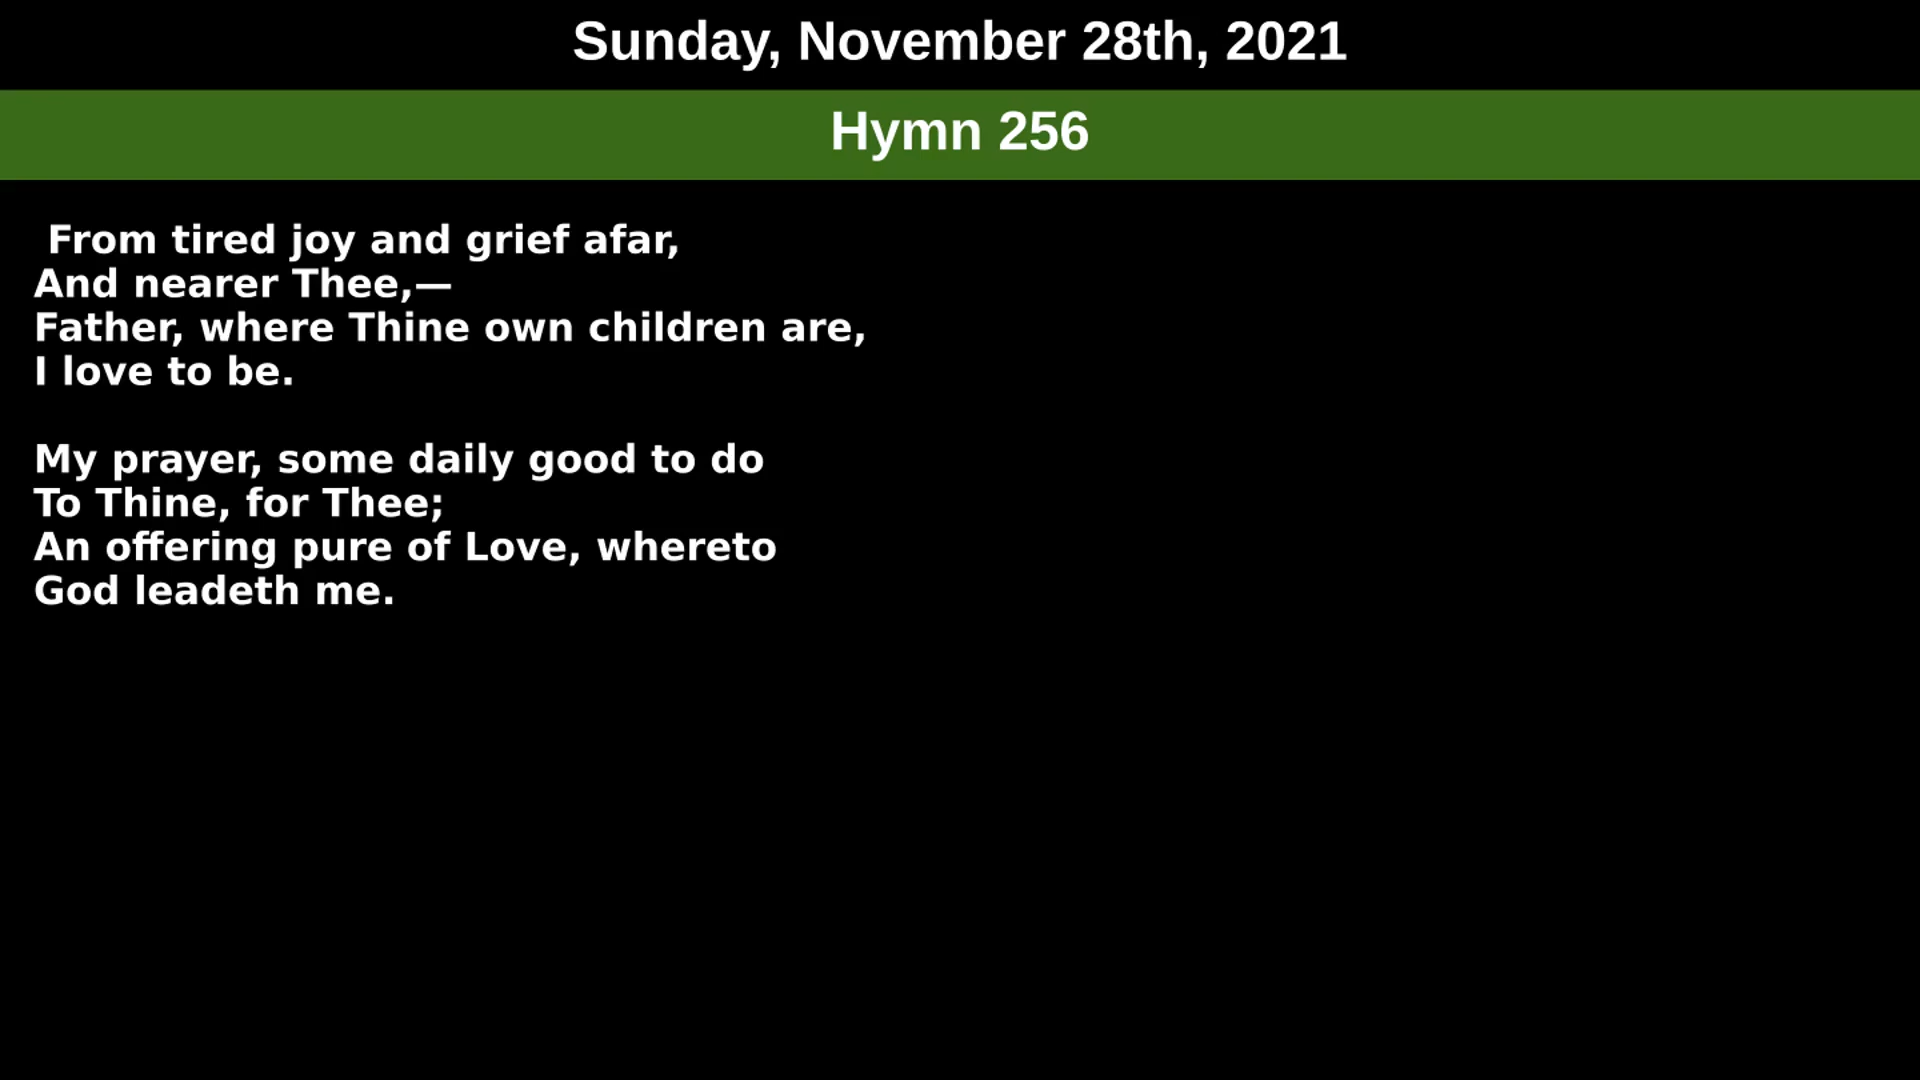 Sunday, November 28th, 2021
Hymn 256
From tired joy and grief afar,
And nearer Thee,—
Father, where Thine own children are,
I love to be.
My prayer, some daily good to do
To Thine, for Thee;
An offering pure of Love, whereto
God leadeth me.